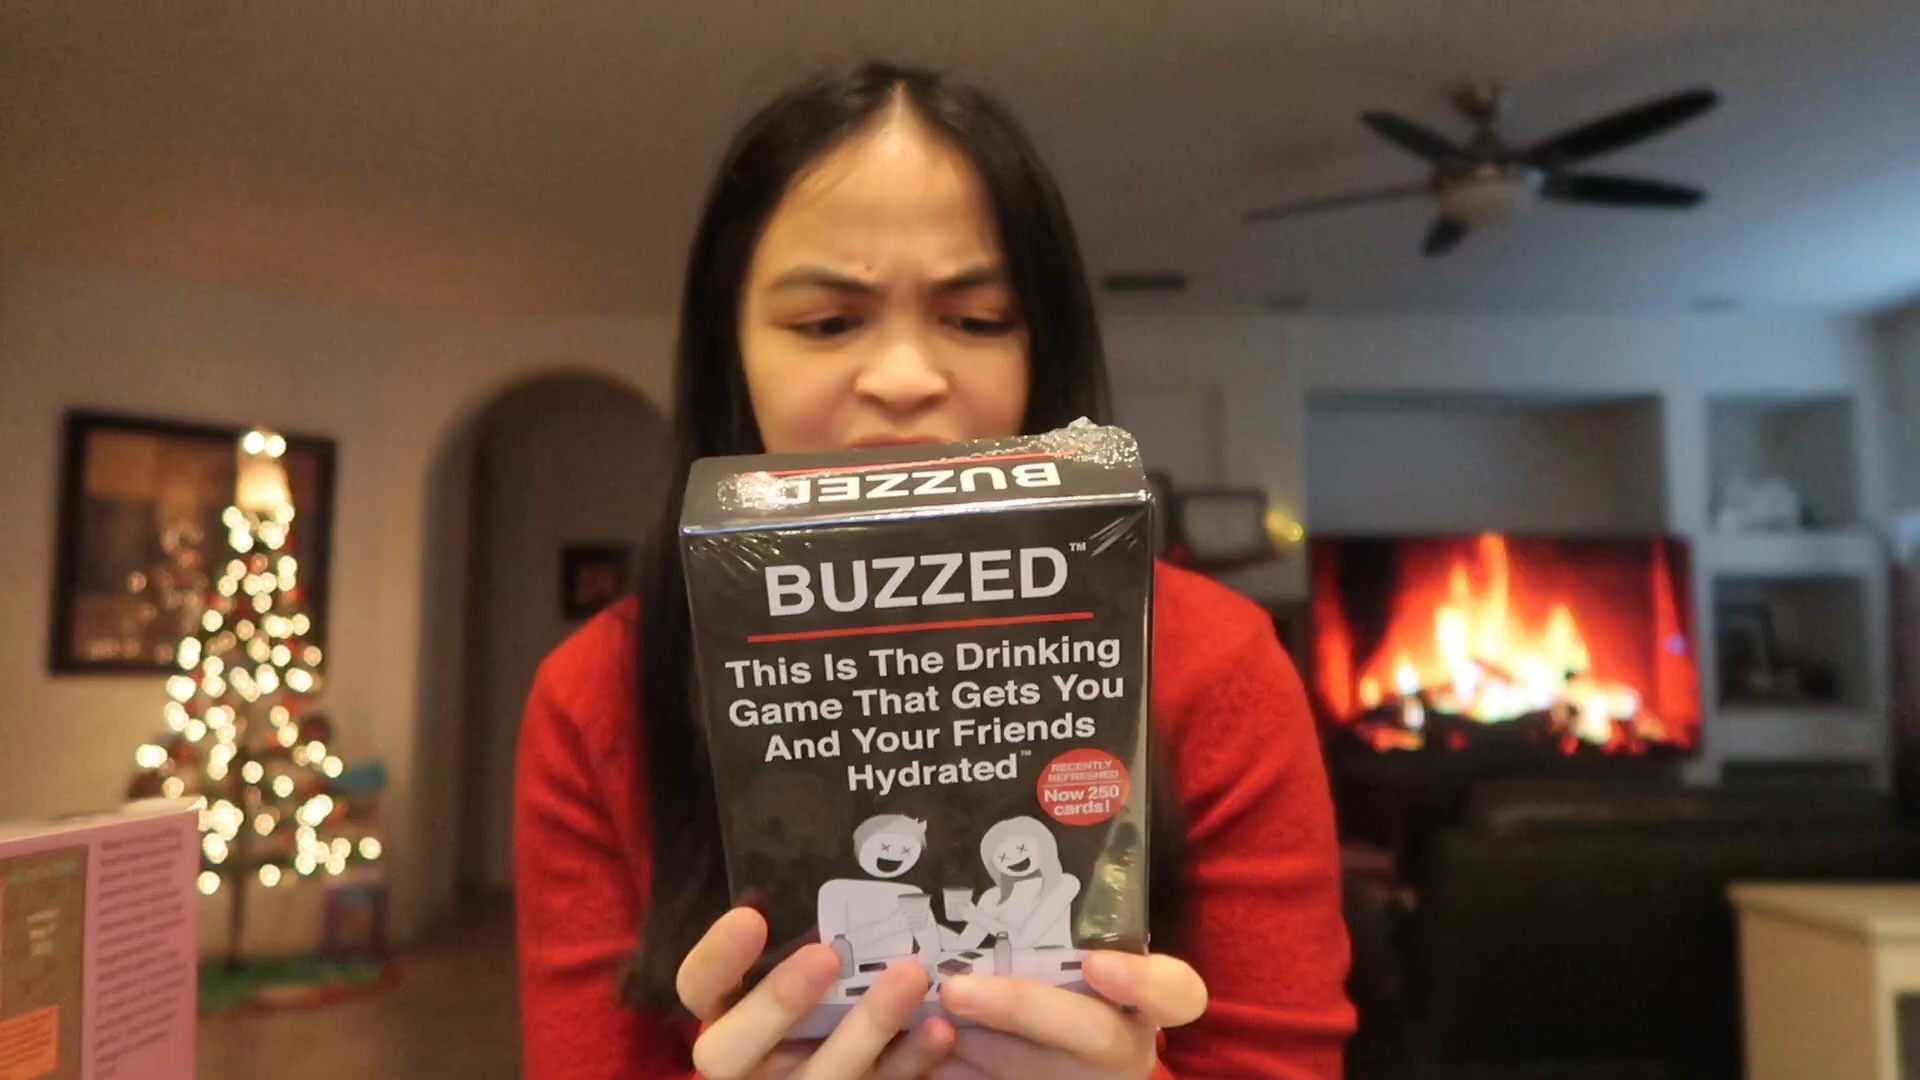 BUZZED
BUZZED™
This Is The Drinking
Game That Gets You
And Your Friends
Hydrated™
RECENTLY
REFRESHED
Now 250
cards!